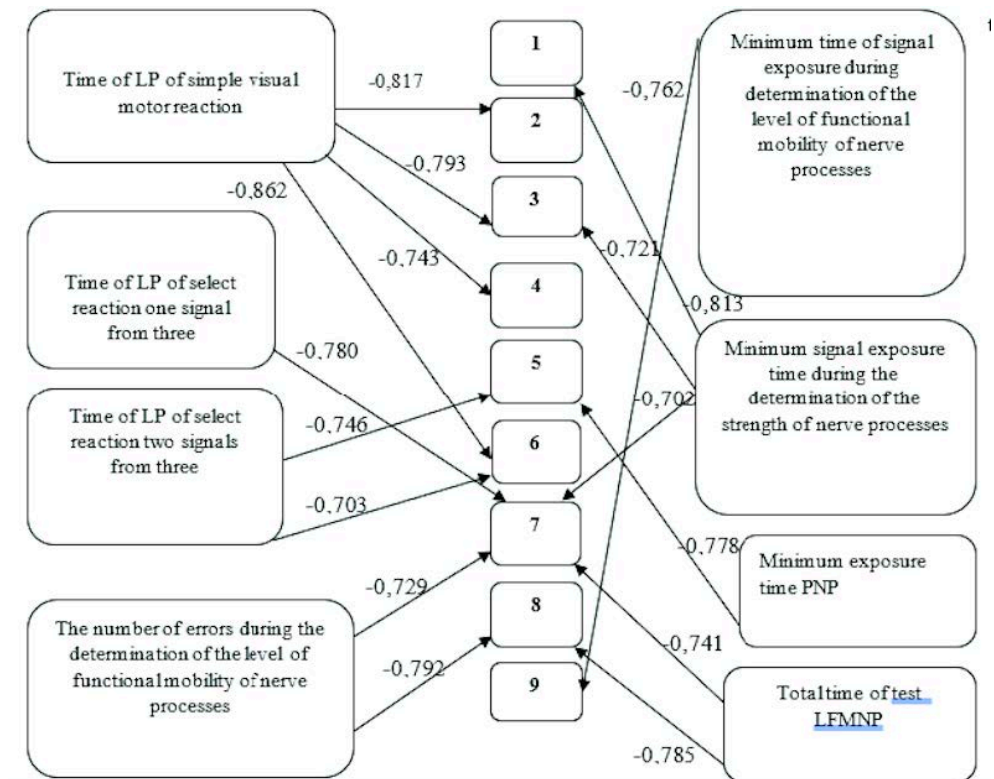 Time of LP of simple visual
motor reaction
Time of LP of select
reaction one signal
from three
Time of LP of select
reaction two signals
from three
The number of errors during the
determination of the level of
functional mobility of nerve
processes
-0,817
-0,793
-0,862
-0,743
-0,780
-0,746
-0,703
-0,729
-0,792
1
2
3
4
5
6
7
8
9
-0,762
-0,721
-0,813
-0,702
-0,778
-0,741
-0,785
Minimum time of signal
exposure during
determination of the
level of functional
mobility of nerve
processes
Minimum signal exposure
time during the
determination of the
strength of nerve processes
Minimum exposure
time PNP
Total time of test
LFMNP